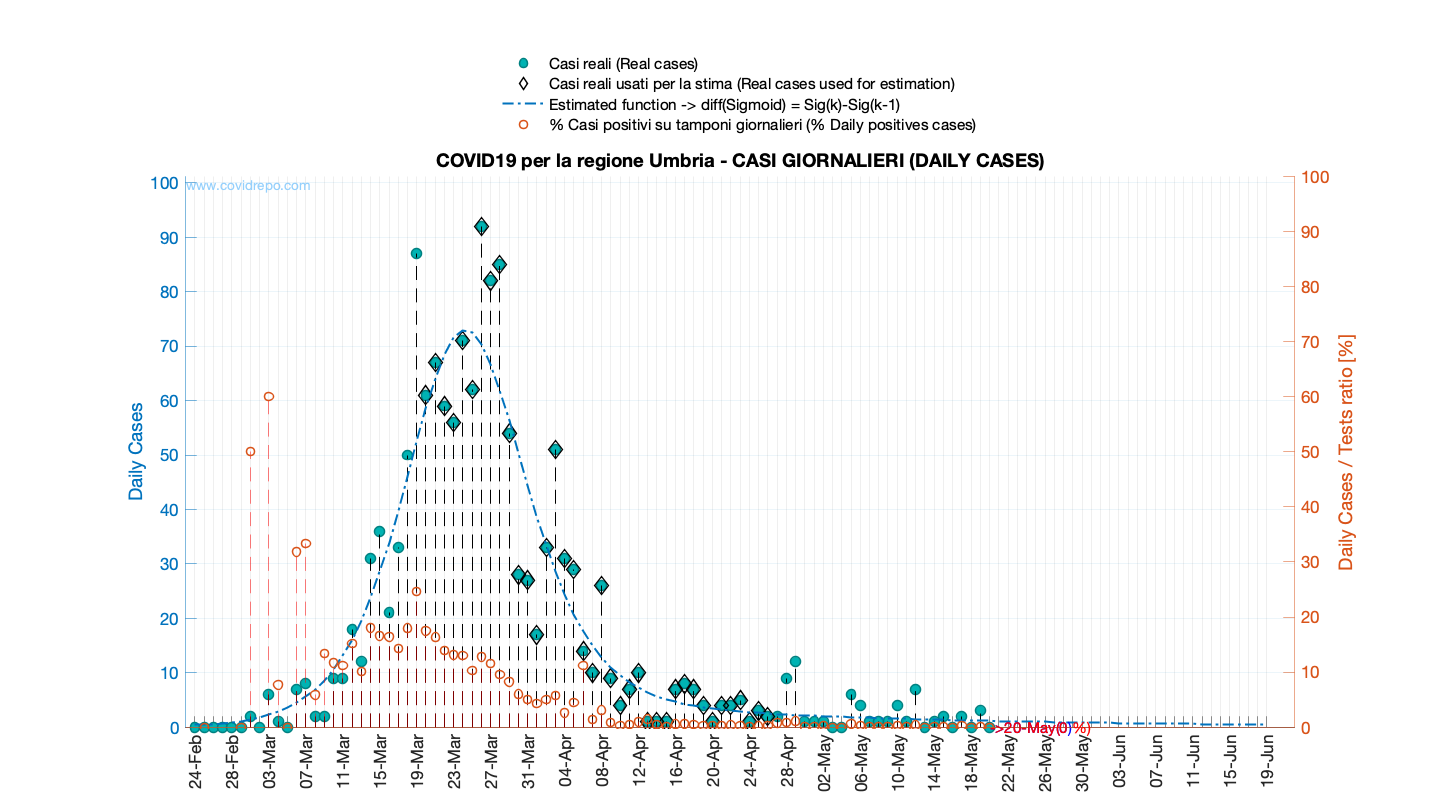 Casi reali (Real cases)
Casi reali usati per la stima (Real cases used for estimation)
Estimated function -> diff(Sigmoid) = Sig(k)-Sig(k-1)
% Casi positivi su tamponi giornalieri (% Daily positives cases)
COVID19 per la regione Umbria - CASI GIORNALIERI (DAILY CASES)
www.covidrepo.com
Daily Cases
100
90
80
70
60
50
40
30
20
10
0
Daily Cases / Tests ratio [%]
100
90
80
70
60
50
40
30
20
10
0
->20-May(0)%)
24-Feb
28-Feb
03-Mar
07-Mar
11-Mar
15-Mar
19-Mar
23-Mar
27-Mar
31-Mar
04-Apr
08-Apr
12-Apr
16-Apr
20-Apr
24-Apr
28-Apr
02-May
06-May
10-May
14-May
18-May
22-May
26-May
30-May
03-Jun
07-Jun
11-Jun
15-Jun
19-Jun